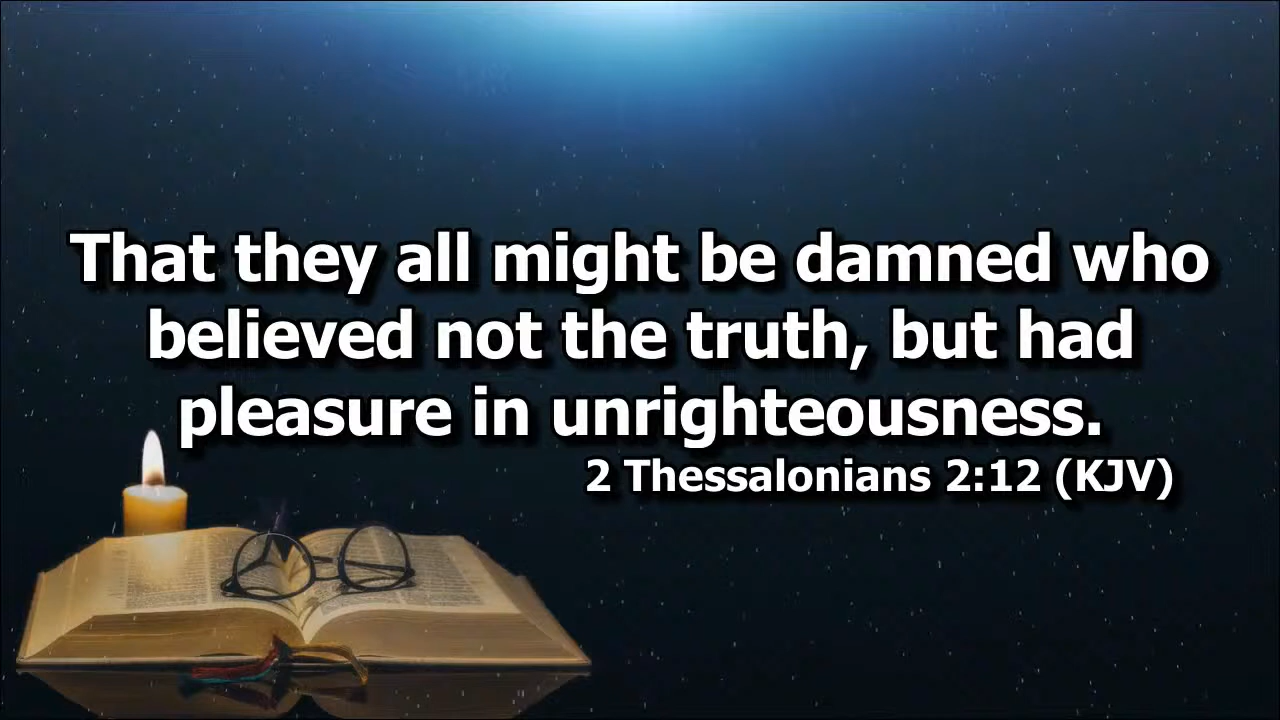 That they all might be damned who
believed not the truth, but had
pleasure in unrighteousness.
2 Thessalonians 2:12 (KJV)